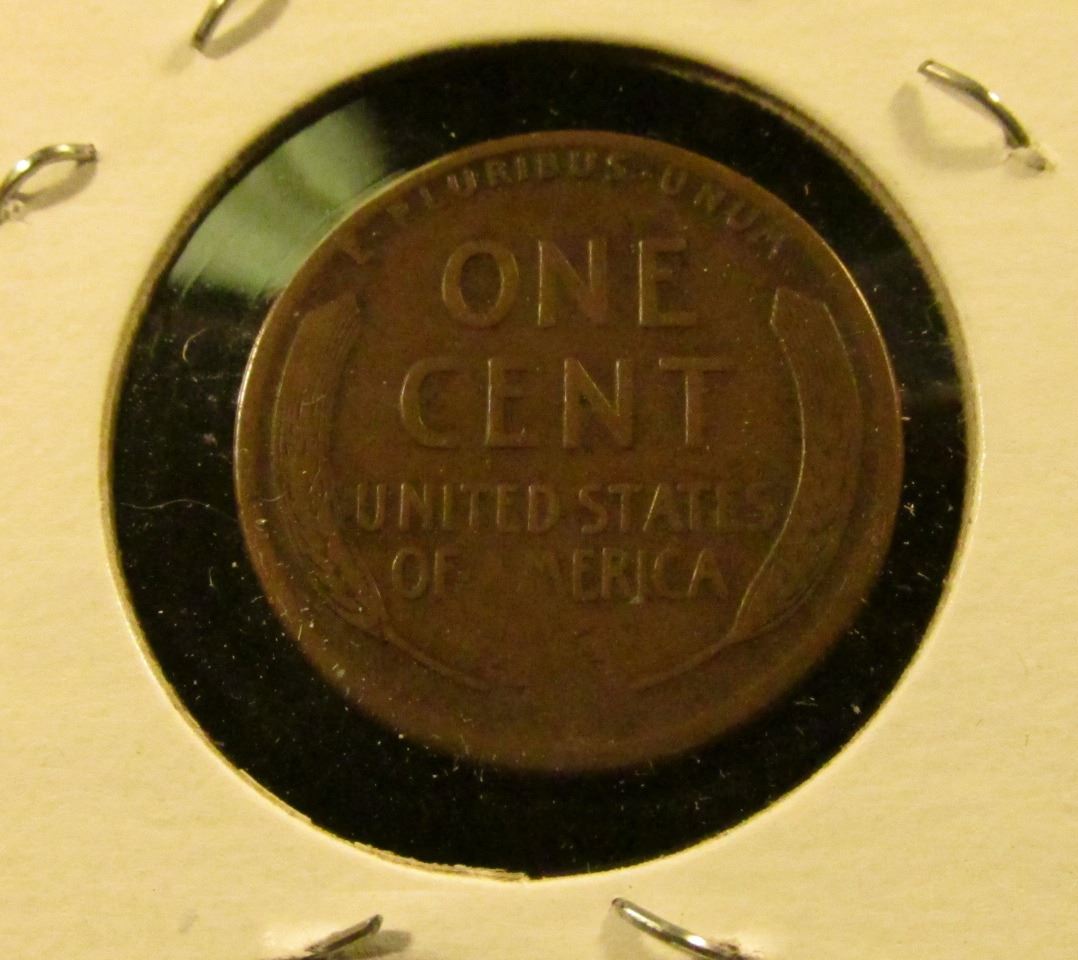 E · PLURIBUS · UNUM
ONE
CENT
UNITED STATES
OF AMERICA